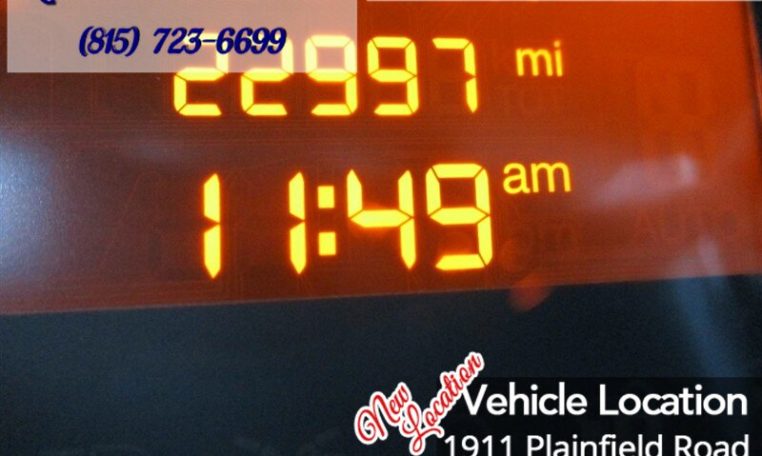 (815) 723-6699
22997 mi
11:49 am
New
Location
Vehicle Location
1911 Plainfield Road